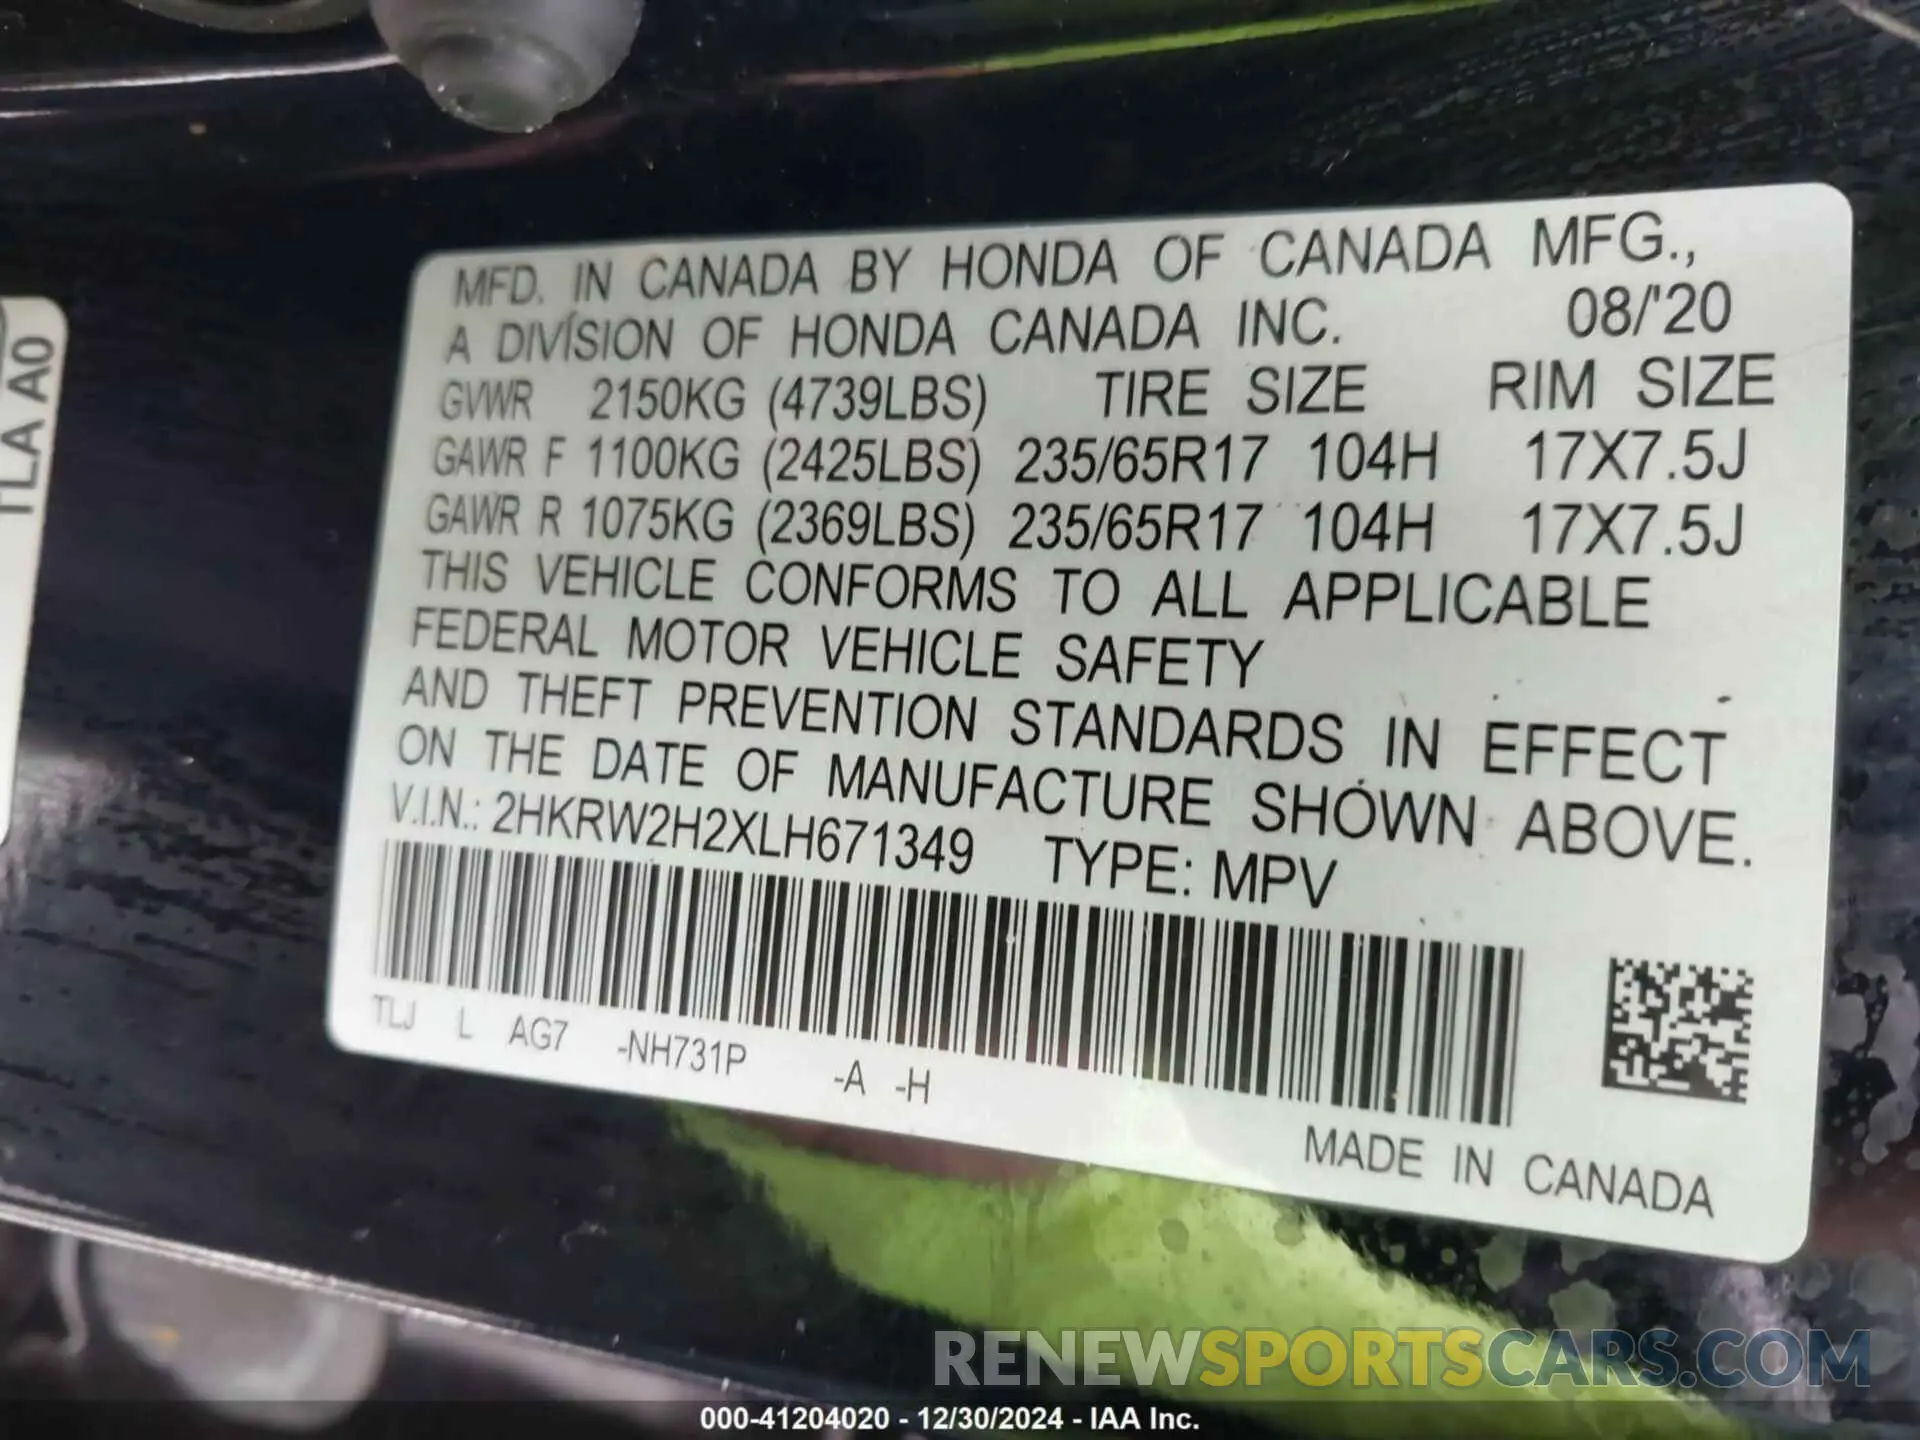 MFD. IN CANADA BY HONDA OF CANADA MFG.,
A DIVISION OF HONDA CANADA INC. 08/'20
GVWR 2150KG (4739LBS) TIRE SIZE RIM SIZE
GAWR F 1100KG (2425LBS) 235/65R17 104H 17X7.5J
GAWR R 1075KG (2369LBS) 235/65R17 104H 17X7.5J
THIS VEHICLE CONFORMS TO ALL APPLICABLE
FEDERAL MOTOR VEHICLE SAFETY
AND THEFT PREVENTION STANDARDS IN EFFECT
ON THE DATE OF MANUFACTURE SHOWN ABOVE.
V.I.N.: 2HKRW2H2XLH671349 TYPE: MPV
TLJ L AG7 -NH731P -A -H
MADE IN CANADA
TLA A0
RENEWSPORTSCARS.COM
000-41204020 - 12/30/2024 - IAA Inc.